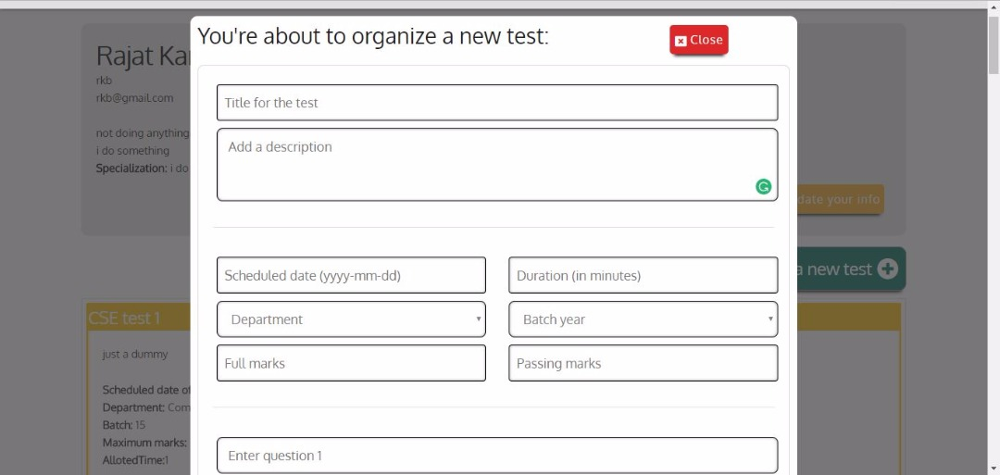 You're about to organize a new test:
Close
Rajat
rkb
rkb@gmail.com
not doing anything
i do something
Specialization: i do
Title for the test
Add a description
your info
a new test
Scheduled date (yyyy-mm-dd)
Duration (in minutes)
Department
Batch year
Full marks
Passing marks
Enter question 1
CSE test 1
just a dummy
Scheduled date
Department:
Batch: 15
Maximum marks:
AllotedTime:1